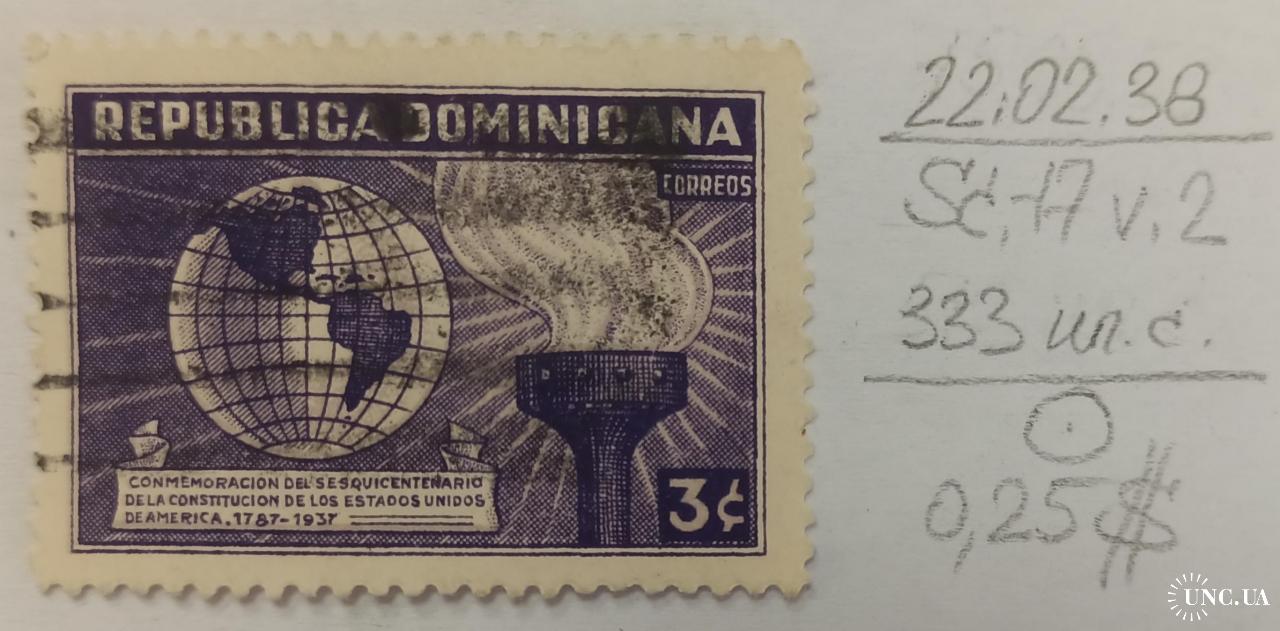 REPUBLICA DOMINICANA
CORREOS
CONMEMORACION DEL SESQUICENTENARIO
DE LA CONSTITUCION DE LOS ESTADOS UNIDOS
DE AMERICA. 1787-1937
3¢
22.02.38
Sc, 17 v. 2
333 шт. с.
0,25 $
UNC.UA